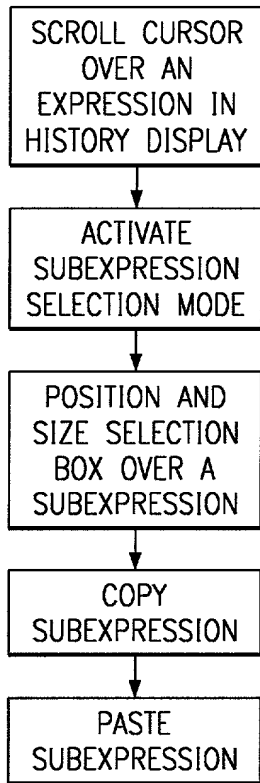 SCROLL CURSOR
OVER AN
EXPRESSION IN
HISTORY DISPLAY
ACTIVATE
SUBEXPRESSION
SELECTION MODE
POSITION AND
SIZE SELECTION
BOX OVER A
SUBEXPRESSION
COPY
SUBEXPRESSION
PASTE
SUBEXPRESSION